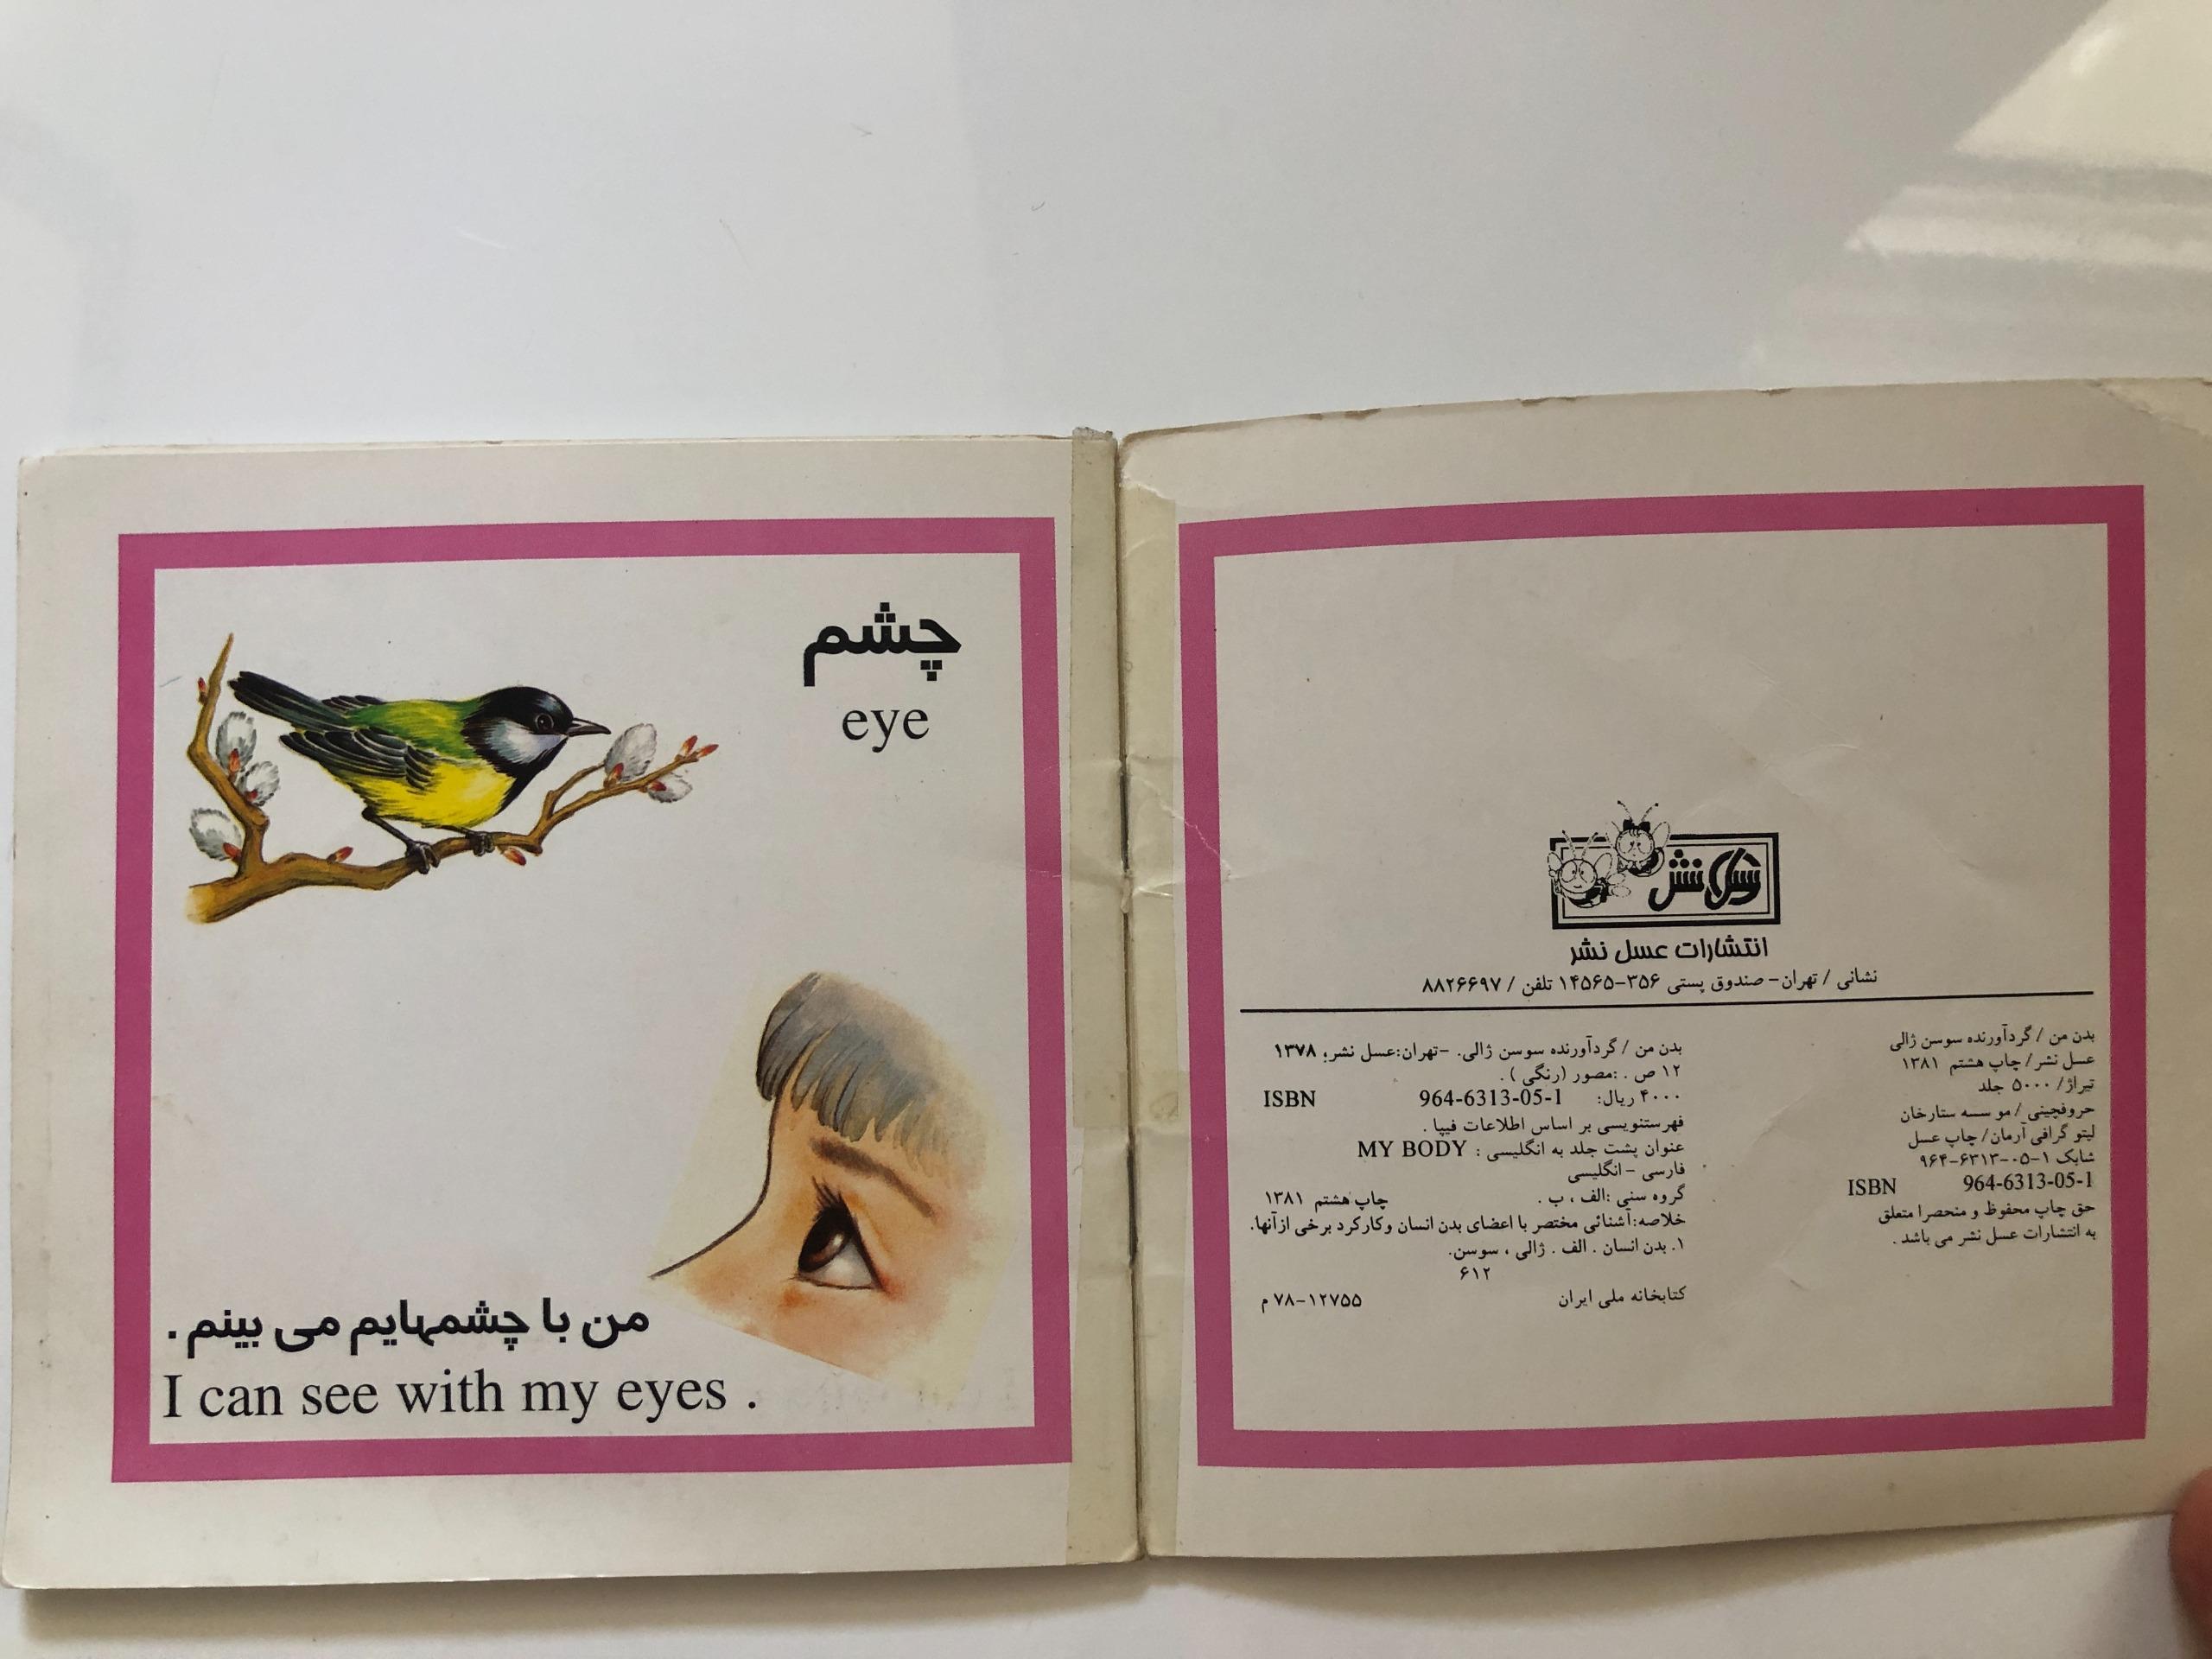 چشم
eye
من با چشمهایم می بینم .
I can see with my eyes .
عسل نشر
انتشارات عسل نشر
نشانی / تهران- صندوق پستی ۳۵۶-۱۴۵۶۵ تلفن / ۸۸۲۶۶۹۷
بدن من / گردآورنده سوسن ژالی
عسل نشر/ چاپ هشتم ۱۳۸۱
تیراژ/ ۵۰۰۰ جلد
حروفچینی / مو سسه ستارخان
لیتو گرافی آرمان/ چاپ عسل
شابک ۱-۰۵-۶۳۱۳-۹۶۴
ISBN 964-6313-05-1
حق چاپ محفوظ و منحصرا متعلق
به انتشارات عسل نشر می باشد .
بدن من / گردآورنده سوسن ژالی. -تهران:عسل نشر، ۱۳۷۸
۱۲ ص . :مصور (رنگی ) .
ISBN 964-6313-05-1 ۴۰۰۰ ریال:
فهرستنویسی بر اساس اطلاعات فیپا .
عنوان پشت جلد به انگلیسی : MY BODY
فارسی -انگلیسی
گروه سنی :الف ، ب . چاپ هشتم ۱۳۸۱
خلاصه:آشنائی مختصر با اعضای بدن انسان وکارکرد برخی ازآنها.
۱. بدن انسان . الف . ژالی ، سوسن.
۶۱۲
کتابخانه ملی ایران ۱۲۷۵۵-۷۸ م